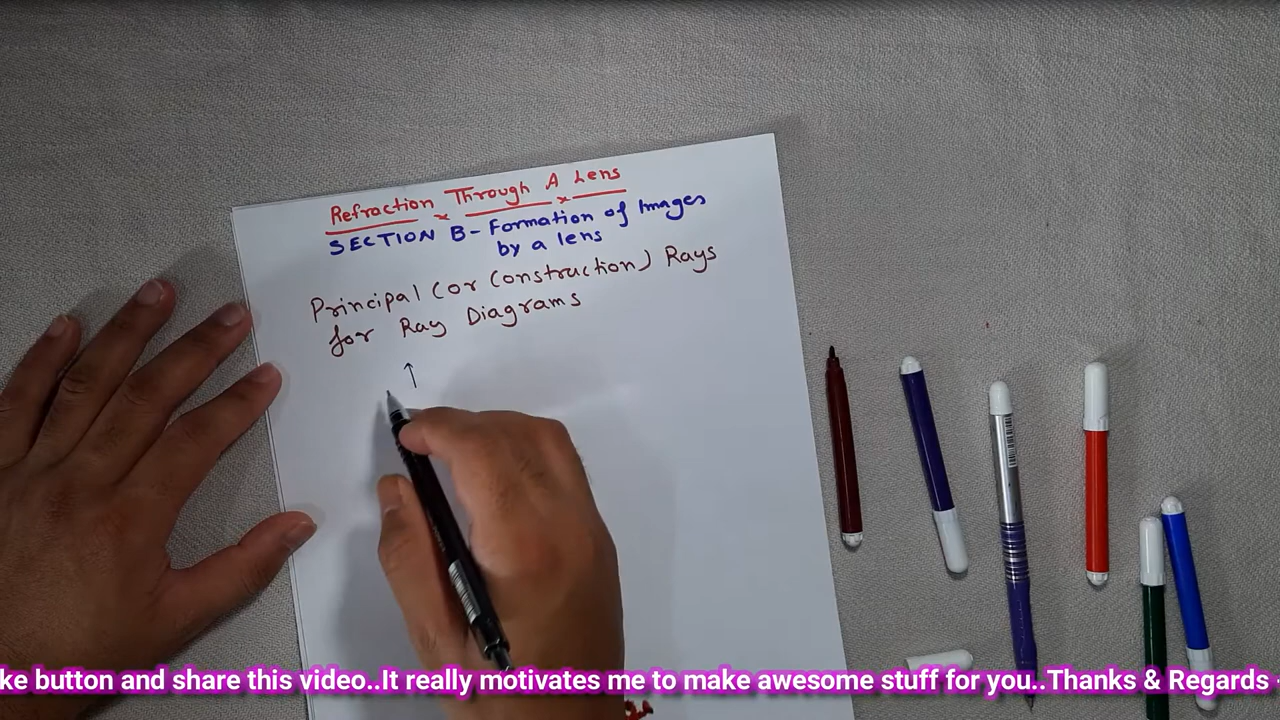 Refraction Through A Lens
SECTION B - Formation of Images
by a lens
Principal (or Construction) Rays
for Ray Diagrams
ke button and share this video..It really motivates me to make awesome stuff for you..Thanks & Regards